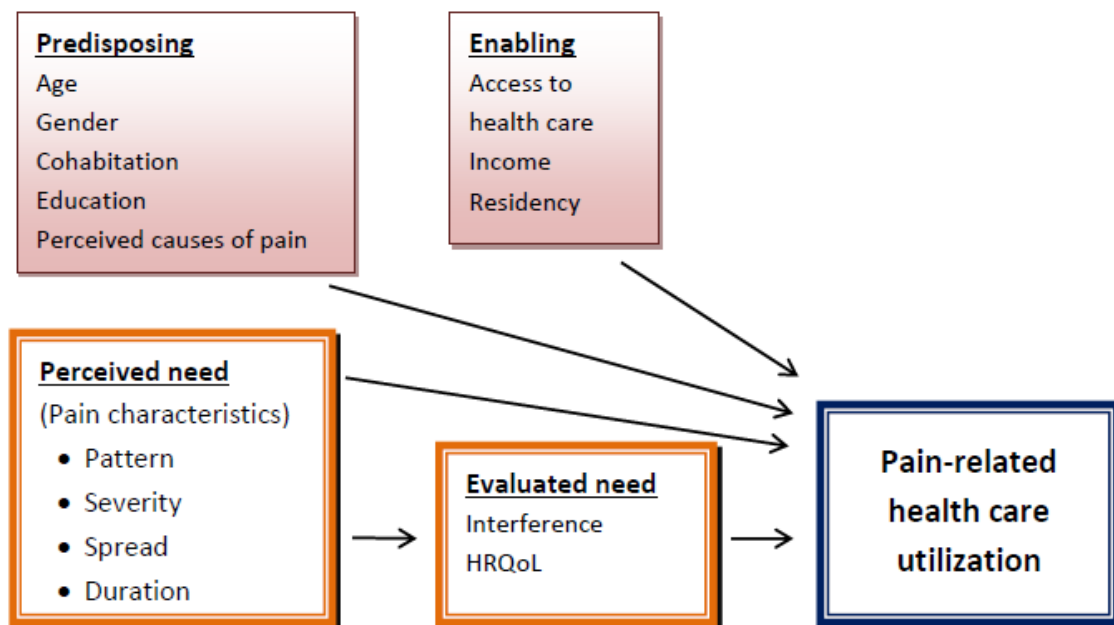 Predisposing
Age
Gender
Cohabitation
Education
Perceived causes of pain
Enabling
Access to
health care
Income
Residency
Perceived need
(Pain characteristics)
• Pattern
• Severity
• Spread
• Duration
Evaluated need
Interference
HRQoL
Pain-related
health care
utilization